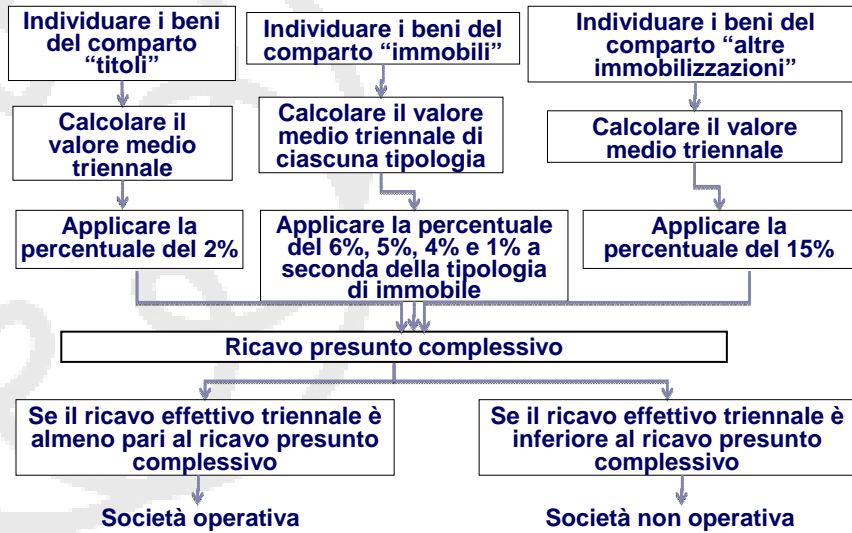 Individuare i beni
del comparto
“titoli”
Individuare i beni del
comparto “immobili”
Individuare i beni del
comparto “altre
immobilizzazioni”
Calcolare il
valore medio
triennale
Calcolare il valore
medio triennale di
ciascuna tipologia
Calcolare il valore
medio triennale
Applicare la
percentuale del 2%
Applicare la percentuale
del 6%, 5%, 4% e 1% a
seconda della tipologia
di immobile
Applicare la
percentuale del 15%
Ricavo presunto complessivo
Se il ricavo effettivo triennale è
almeno pari al ricavo presunto
complessivo
Se il ricavo effettivo triennale è
inferiore al ricavo presunto
complessivo
Società operativa
Società non operativa